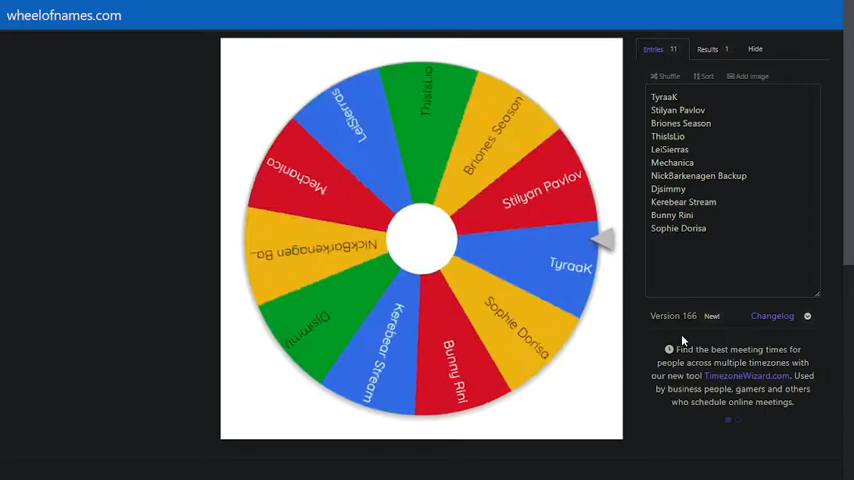 wheelofnames.com
Entries 11 Results 1 Hide
Shuffle Sort Add image
TyraaK
Stilyan Pavlov
Briones Season
ThisIsLio
LeiSierras
Mechanica
NickBarkenagen Backup
Djsimmy
Kerebear Stream
Bunny Rini
Sophie Dorisa
Version 166 New! Changelog
Find the best meeting times for
people across multiple timezones with
our new tool TimezoneWizard.com. Used
by business people, gamers and others
who schedule online meetings.
ThisIsLio
Briones Season
Stilyan Pavlov
TyraaK
Sophie Dorisa
Bunny Rini
Kerebear Stream
Djsimmy
NickBarkenagen Ba...
Mechanica
LeiSierras